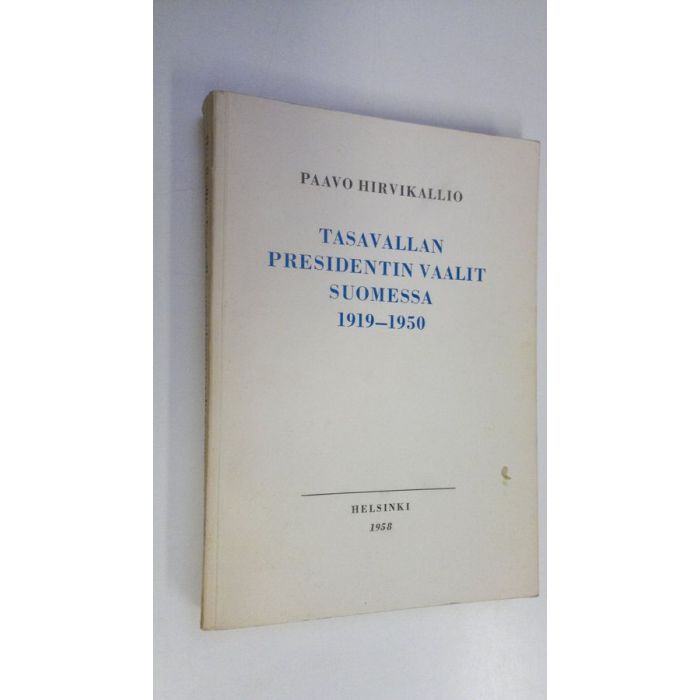 PAAVO HIRVIKALLIO
TASAVALLAN
PRESIDENTIN VAALIT
SUOMESSA
1919–1950
HELSINKI
1958